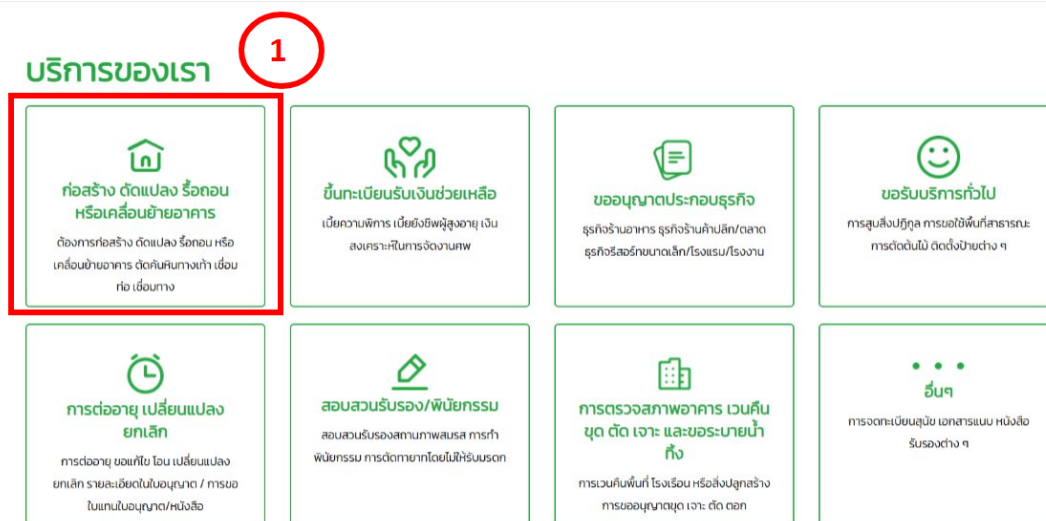 1
บริการของเรา
ก่อสร้าง ดัดแปลง รื้อถอน
หรือเคลื่อนย้ายอาคาร
ต้องการก่อสร้าง ดัดแปลง รื้อถอน หรือ
เคลื่อนย้ายอาคาร ตัดคันหินทางเท้า เชื่อม
ท่อ เชื่อมทาง
ขึ้นทะเบียนรับเงินช่วยเหลือ
เบี้ยความพิการ เบี้ยยังชีพผู้สูงอายุ เงิน
สงเคราะห์ในการจัดงานศพ
ขออนุญาตประกอบธุรกิจ
ธุรกิจร้านอาหาร ธุรกิจร้านค้าปลีก/ตลาด
ธุรกิจรีสอร์ทขนาดเล็ก/โรงแรม/โรงงาน
ขอรับบริการทั่วไป
การสูบสิ่งปฏิกูล การขอใช้พื้นที่สาธารณะ
การตัดต้นไม้ ติดตั้งป้ายต่าง ๆ
การต่ออายุ เปลี่ยนแปลง
ยกเลิก
การต่ออายุ ขอแก้ไข โอน เปลี่ยนแปลง
ยกเลิก รายละเอียดในใบอนุญาต / การขอ
ใบแทนใบอนุญาต/หนังสือ
สอบสวนรับรอง/พินัยกรรม
สอบสวนรับรองสถานภาพสมรส การทำ
พินัยกรรม การตัดทายาทโดยไม่ให้รับมรดก
การตรวจสภาพอาคาร เวนคืน
ขุด ตัด เจาะ และขอระบายน้ำ
ทิ้ง
การเวนคืนพื้นที่ โรงเรือน หรือสิ่งปลูกสร้าง
การขออนุญาตขุด เจาะ ตัด ตอก
อื่นๆ
การจดทะเบียนสุนัข เอกสารแนบ หนังสือ
รับรองต่าง ๆ